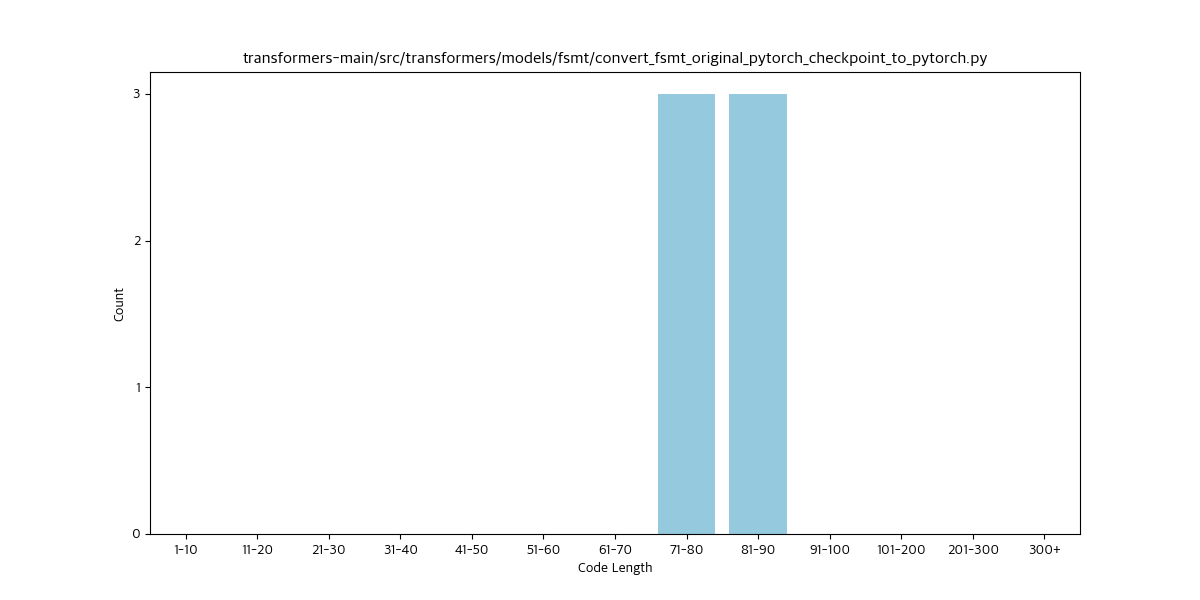 transformers-main/src/transformers/models/fsmt/convert_fsmt_original_pytorch_checkpoint_to_pytorch.py
Count
3
2
1
0
1-10 11-20 21-30 31-40 41-50 51-60 61-70 71-80 81-90 91-100 101-200 201-300 300+
Code Length